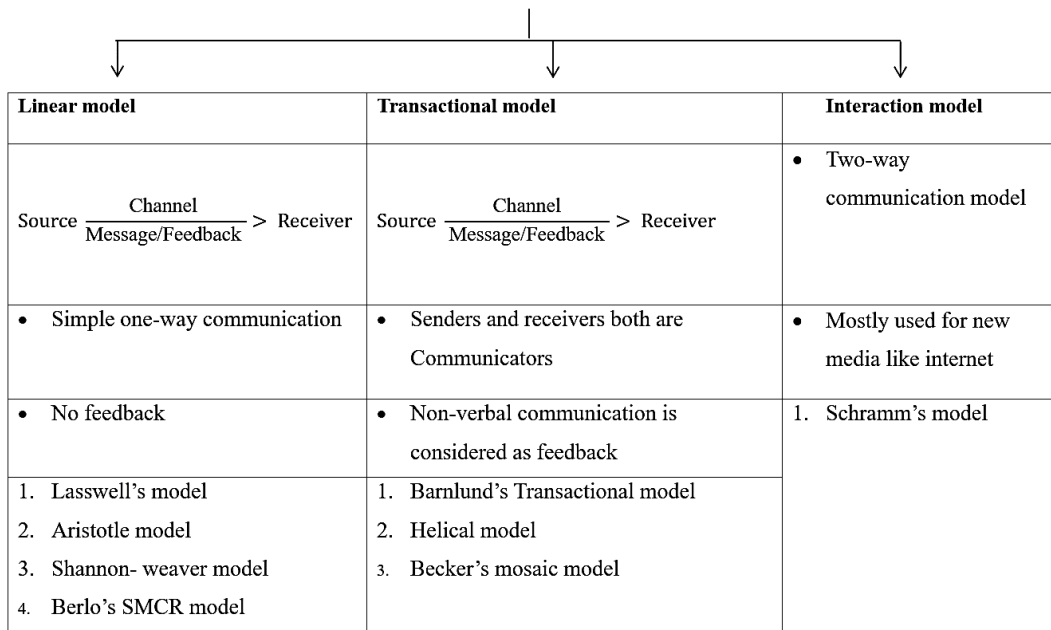 Linear model
Transactional model
Interaction model
Source Channel
Message/Feedback > Receiver
Source Channel
Message/Feedback > Receiver
• Two-way
communication model
• Simple one-way communication
• Senders and receivers both are
Communicators
• Mostly used for new
media like internet
• No feedback
• Non-verbal communication is
considered as feedback
1. Schramm’s model
1. Lasswell’s model
2. Aristotle model
3. Shannon- weaver model
4. Berlo’s SMCR model
1. Barnlund’s Transactional model
2. Helical model
3. Becker’s mosaic model